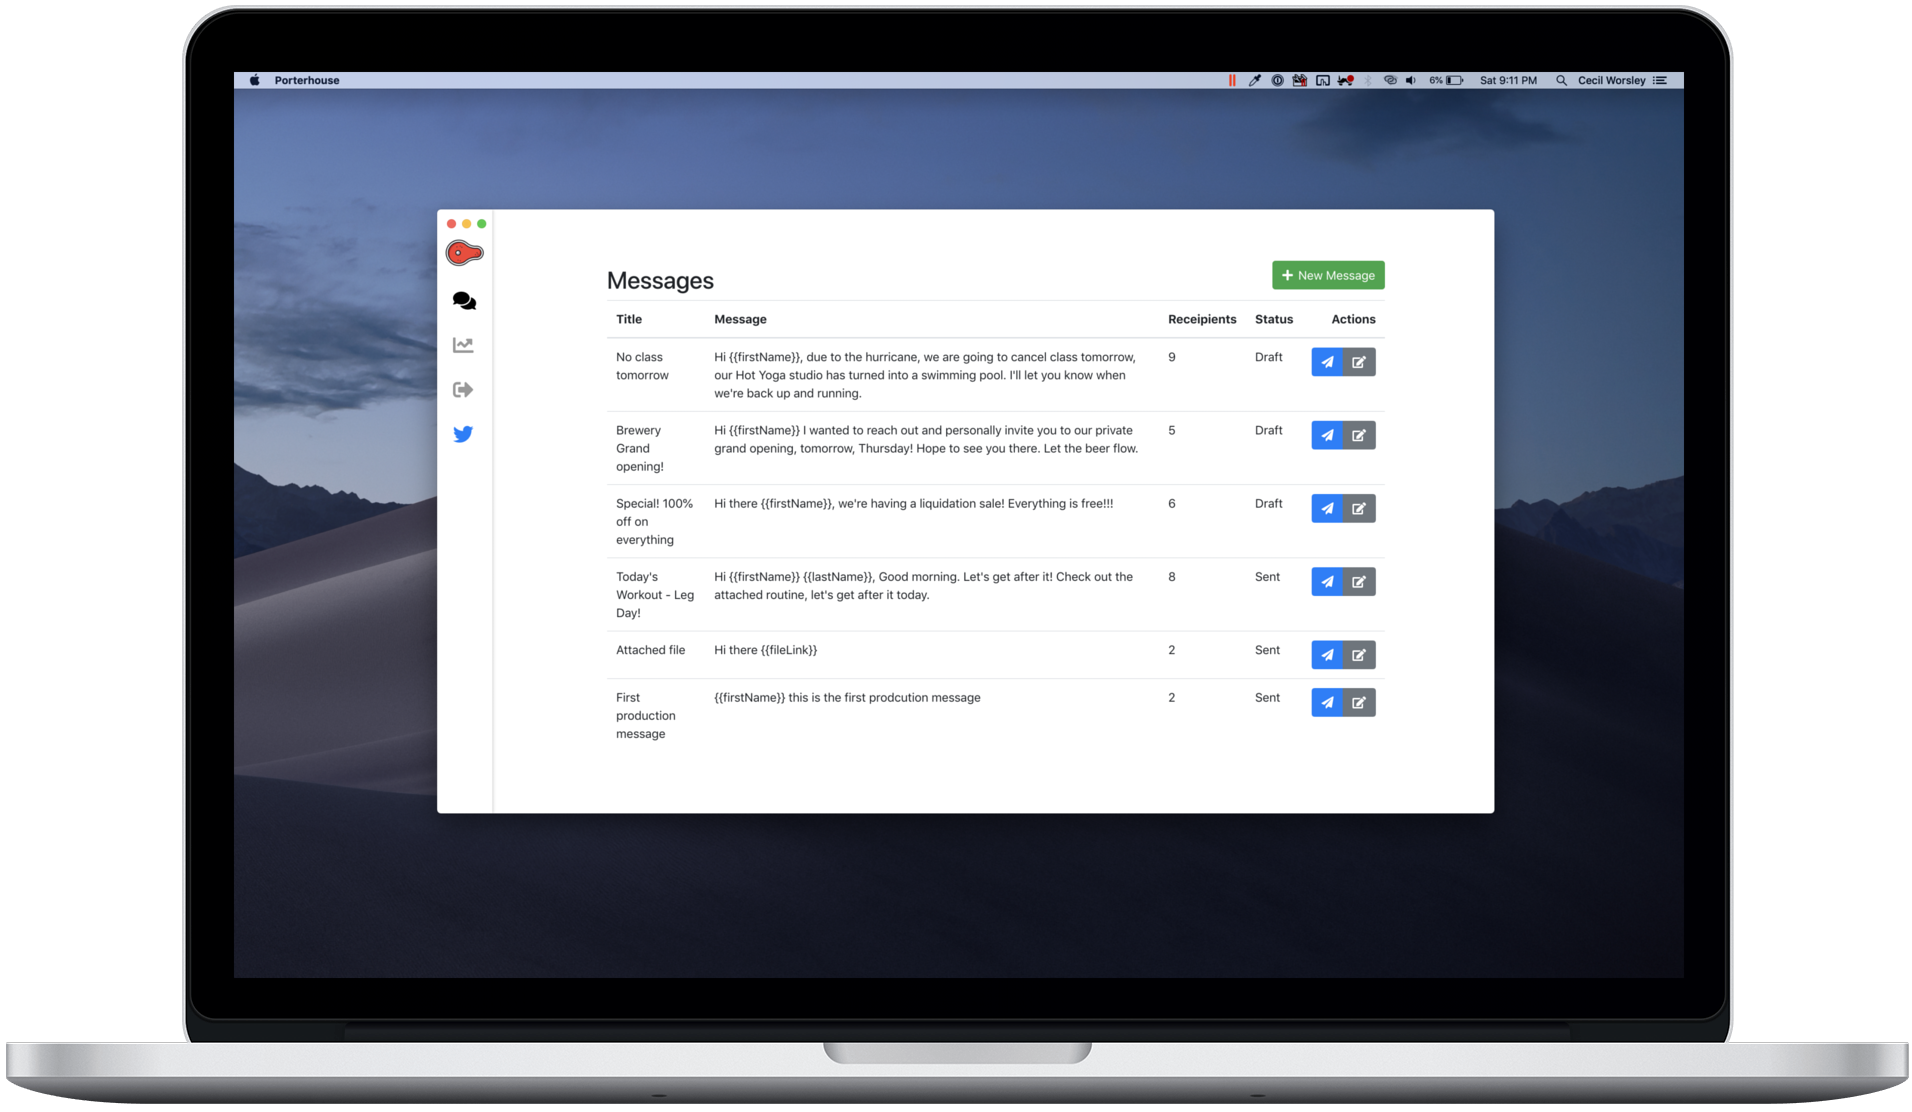 Porterhouse
6%
Sat 9:11 PM
Cecil Worsley
Messages
New Message
Title
Message
Receipients
Status
Actions
No class
tomorrow
Hi {{firstName}}, due to the hurricane, we are going to cancel class tomorrow,
our Hot Yoga studio has turned into a swimming pool. I'll let you know when
we're back up and running.
9
Draft
Brewery
Grand
opening!
Hi {{firstName}} I wanted to reach out and personally invite you to our private
grand opening, tomorrow, Thursday! Hope to see you there. Let the beer flow.
5
Draft
Special! 100%
off on
everything
Hi there {{firstName}}, we're having a liquidation sale! Everything is free!!!
6
Draft
Today's
Workout - Leg
Day!
Hi {{firstName}} {{lastName}}, Good morning. Let's get after it! Check out the
attached routine, let's get after it today.
8
Sent
Attached file
Hi there {{fileLink}}
2
Sent
First
production
message
{{firstName}} this is the first prodcution message
2
Sent